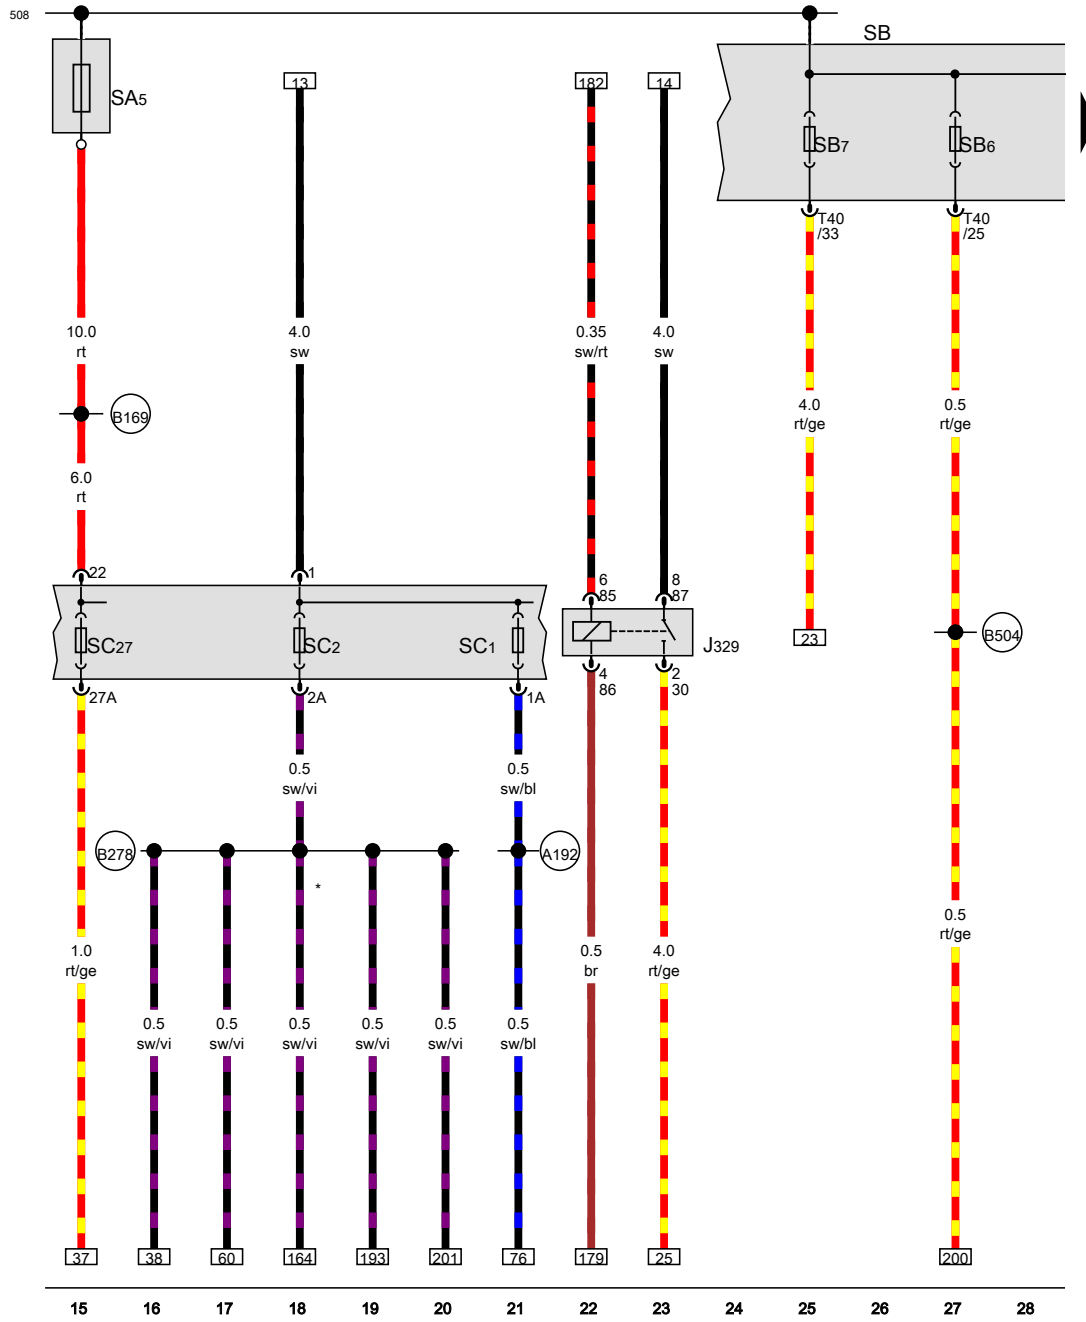 508
SB
SA5
13
182
14
SB7
SB6
T40
/33
T40
/25
10.0
rt
4.0
sw
0.35
sw/rt
4.0
sw
B169
4.0
rt/ge
0.5
rt/ge
6.0
rt
22
1
6
85
8
87
SC27
SC2
SC1
J329
23
B504
27A
2A
1A
4
86
2
30
0.5
sw/vi
0.5
sw/bl
B278
A192
*
1.0
rt/ge
0.5
br
4.0
rt/ge
0.5
rt/ge
0.5
sw/vi
0.5
sw/vi
0.5
sw/vi
0.5
sw/vi
0.5
sw/vi
0.5
sw/bl
37 38 60 164 193 201 76 179 25 200
15 16 17 18 19 20 21 22 23 24 25 26 27 28